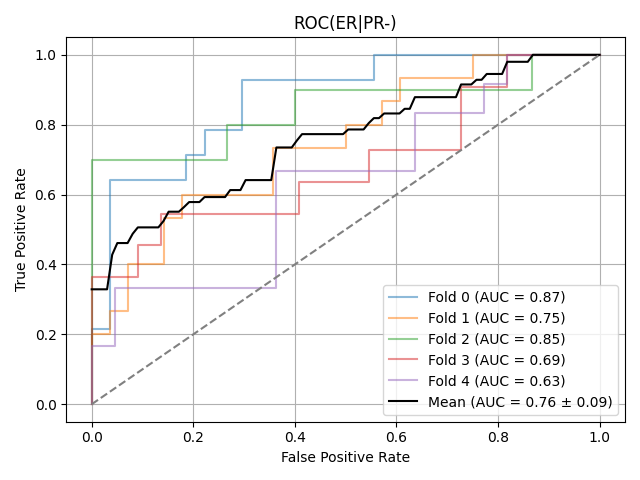 ROC(ER|PR-)
True Positive Rate
1.0
0.8
0.6
0.4
0.2
0.0
Fold 0 (AUC = 0.87)
Fold 1 (AUC = 0.75)
Fold 2 (AUC = 0.85)
Fold 3 (AUC = 0.69)
Fold 4 (AUC = 0.63)
Mean (AUC = 0.76 ± 0.09)
0.0 0.2 0.4 0.6 0.8 1.0
False Positive Rate